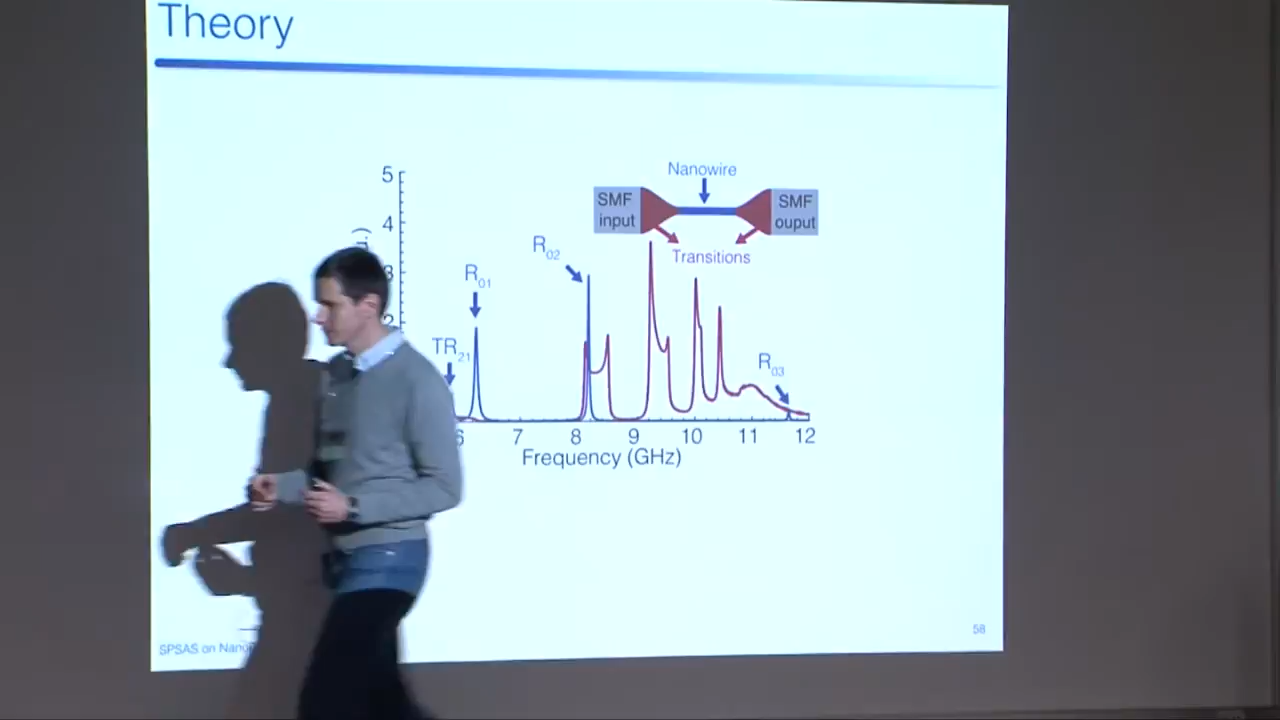 Theory
Nanowire
SMF
input
SMF
ouput
Transitions
5
4
3
2
R02
R01
TR21
R03
6 7 8 9 10 11 12
Frequency (GHz)
58
SPSAS on